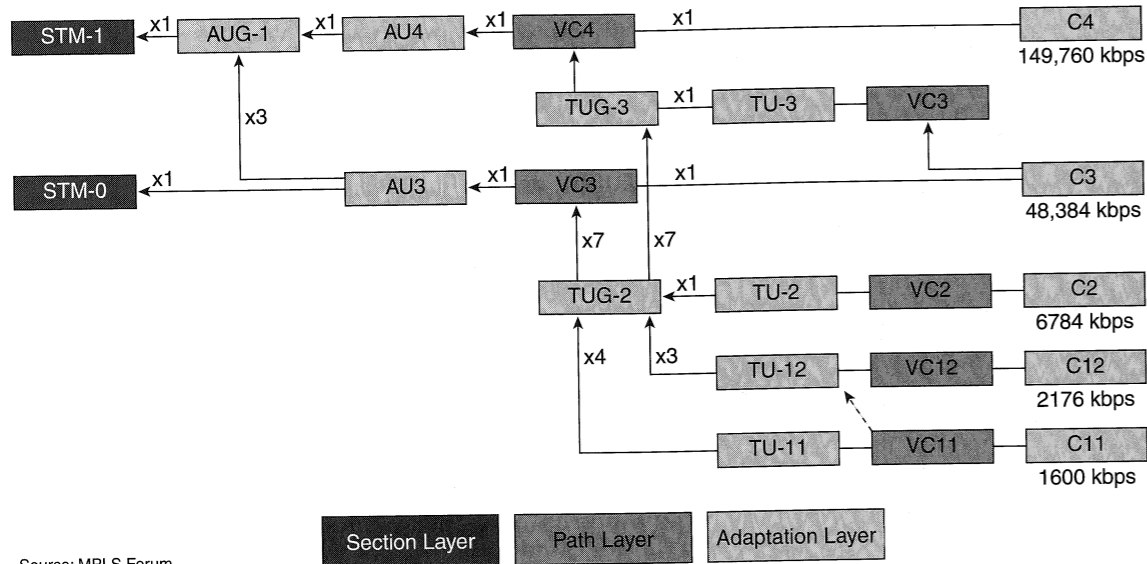 x1
x1
x1
x1
STM-1
AUG-1
AU4
VC4
C4
149,760 kbps
x1
TUG-3
TU-3
VC3
x3
x1
x1
x1
STM-0
AU3
VC3
C3
48,384 kbps
x7
x7
x1
TUG-2
TU-2
VC2
C2
6784 kbps
x4
x3
TU-12
VC12
C12
2176 kbps
TU-11
VC11
C11
1600 kbps
Section Layer
Path Layer
Adaptation Layer
Source: MPLS Forum